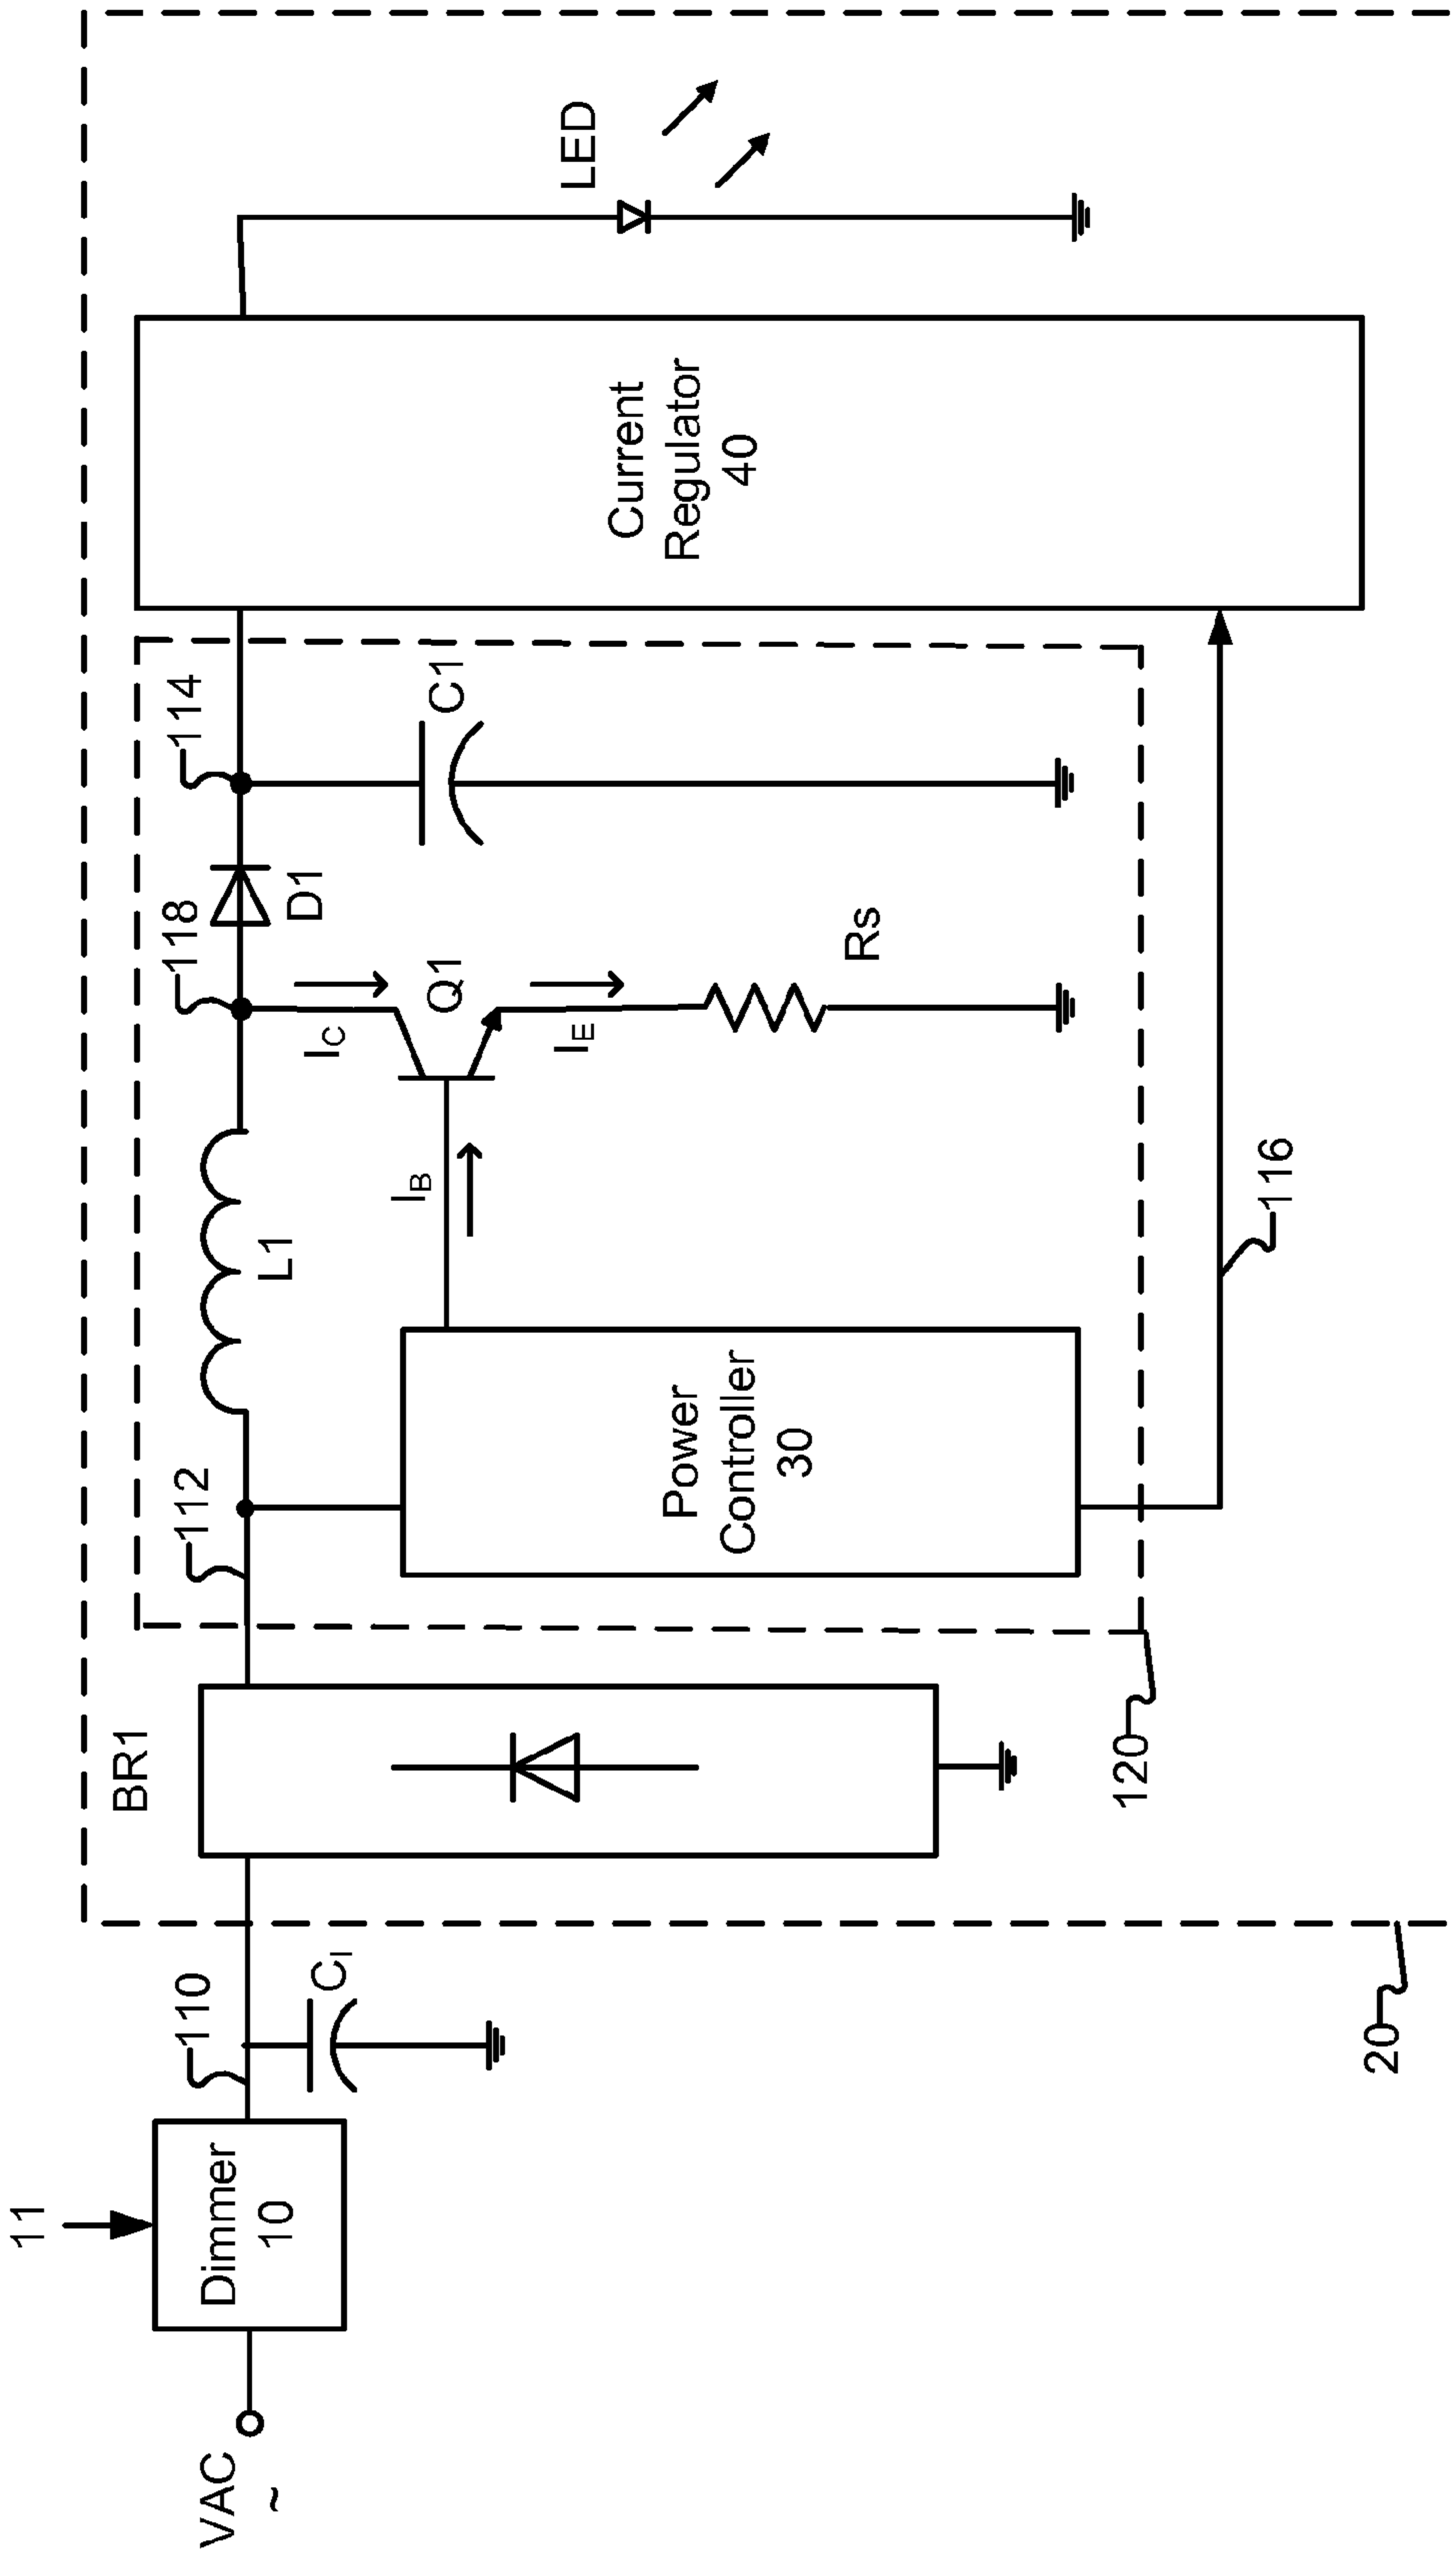 11
VAC
~
Dimmer
10
110
CI
20
BR1
120
112
L1
118
D1
114
C1
IC
Q1
IB
IE
Rs
Power
Controller
30
116
Current
Regulator
40
LED